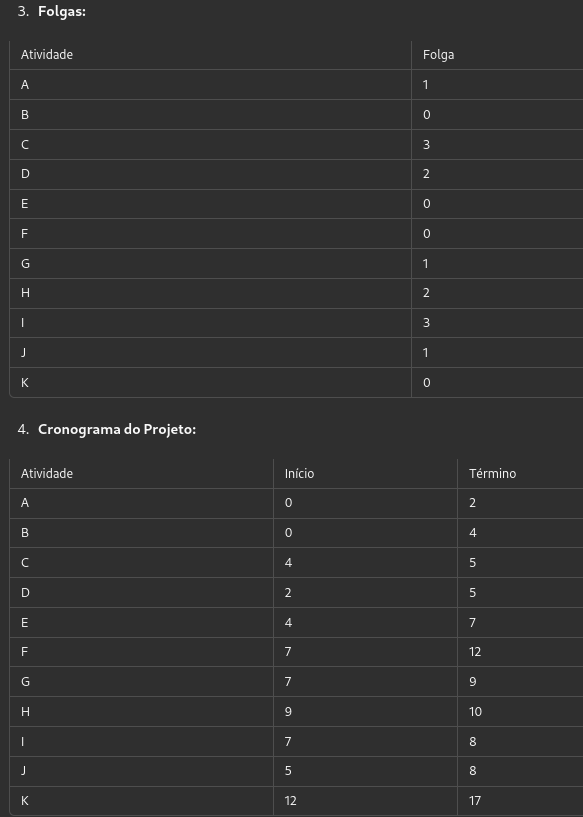 3. Folgas:
Atividade Folga
A 1
B 0
C 3
D 2
E 0
F 0
G 1
H 2
I 3
J 1
K 0
4. Cronograma do Projeto:
Atividade Início Término
A 0 2
B 0 4
C 4 5
D 2 5
E 4 7
F 7 12
G 7 9
H 9 10
I 7 8
J 5 8
K 12 17